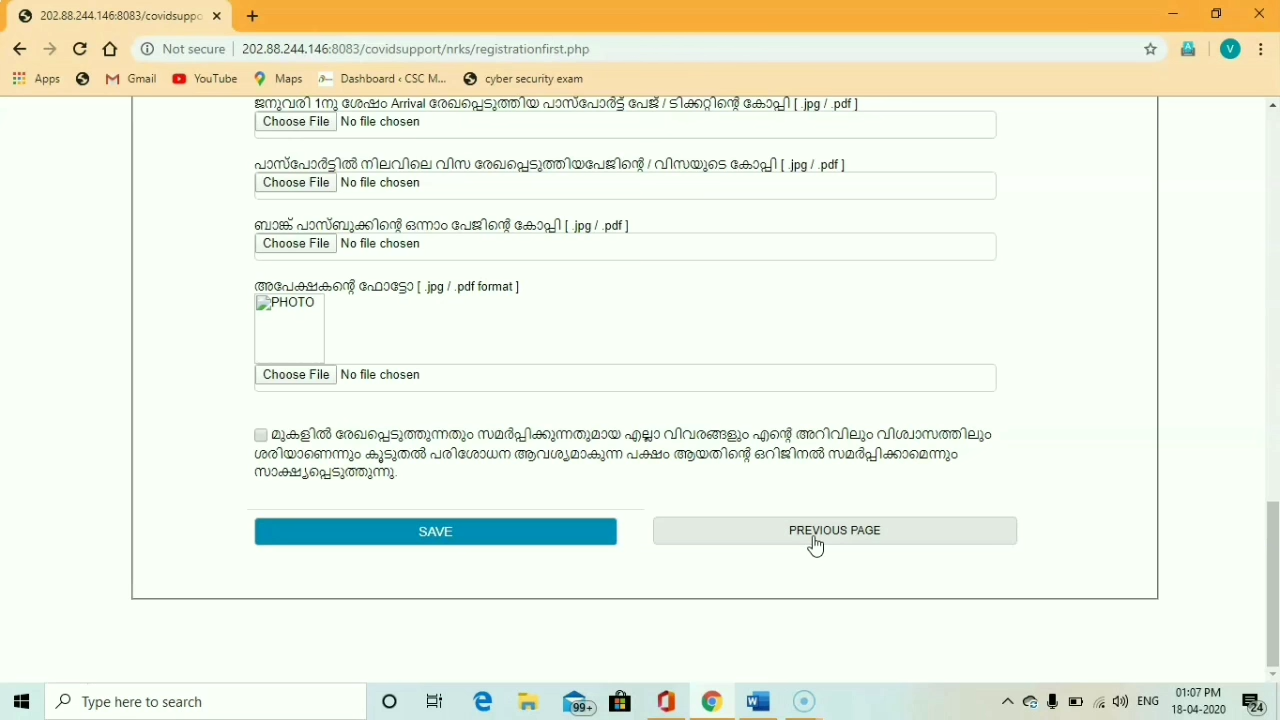 202.88.244.146:8083/covidsuppo
Not secure
202.88.244.146:8083/covidsupport/nrks/registrationfirst.php
V
Apps
Gmail
YouTube
Maps
Dashboard ‹ CSC M...
cyber security exam
ജനുവരി 1നു ശേഷം Arrival രേഖപ്പെടുത്തിയ പാസ്പോർട്ട് പേജ് / ടിക്കറ്റിന്റെ കോപ്പി [ .jpg / .pdf ]
Choose File No file chosen
പാസ്പോർട്ടിൽ നിലവിലെ വിസ രേഖപ്പെടുത്തിയപേജിന്റെ / വിസയുടെ കോപ്പി [ .jpg / .pdf ]
Choose File No file chosen
ബാങ്ക് പാസ്ബുക്കിന്റെ ഒന്നാം പേജിന്റെ കോപ്പി [ .jpg / .pdf ]
Choose File No file chosen
അപേക്ഷകന്റെ ഫോട്ടോ [ .jpg / .pdf format ]
PHOTO
Choose File No file chosen
മുകളിൽ രേഖപ്പെടുത്തുന്നതും സമർപ്പിക്കുന്നതുമായ എല്ലാ വിവരങ്ങളും എന്റെ അറിവിലും വിശ്വാസത്തിലും
ശരിയാണെന്നും കൂടുതൽ പരിശോധന ആവശ്യമാകുന്ന പക്ഷം ആയതിന്റെ ഒറിജിനൽ സമർപ്പിക്കാമെന്നും
സാക്ഷ്യപ്പെടുത്തുന്നു.
SAVE
PREVIOUS PAGE
Type here to search
99+
ENG
01:07 PM
18-04-2020
24